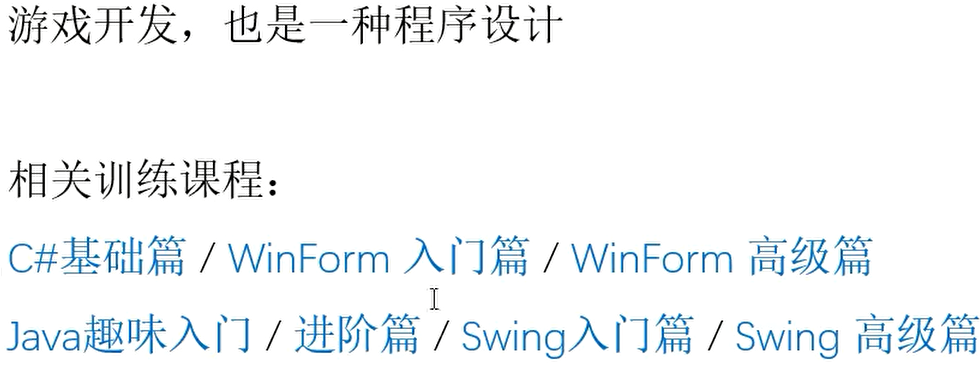 游戏开发，也是一种程序设计
相关训练课程：
C#基础篇 / WinForm 入门篇 / WinForm 高级篇
Java趣味入门 / 进阶篇 / Swing入门篇 / Swing 高级篇